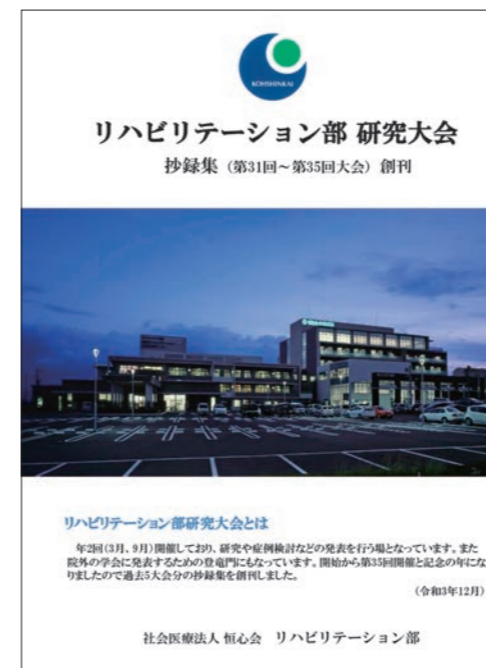 KOHSHINKAI
リハビリテーション部 研究大会
抄録集（第31回～第35回大会）創刊
リハビリテーション部研究大会とは
年2回(3月、9月)開催しており、研究や症例検討などの発表を行う場となっています。また
院外の学会に発表するための登竜門にもなっています。開始から第35回開催と記念の年にな
りましたので過去5大会分の抄録集を創刊しました。
（令和3年12月）
社会医療法人 恒心会　リハビリテーション部